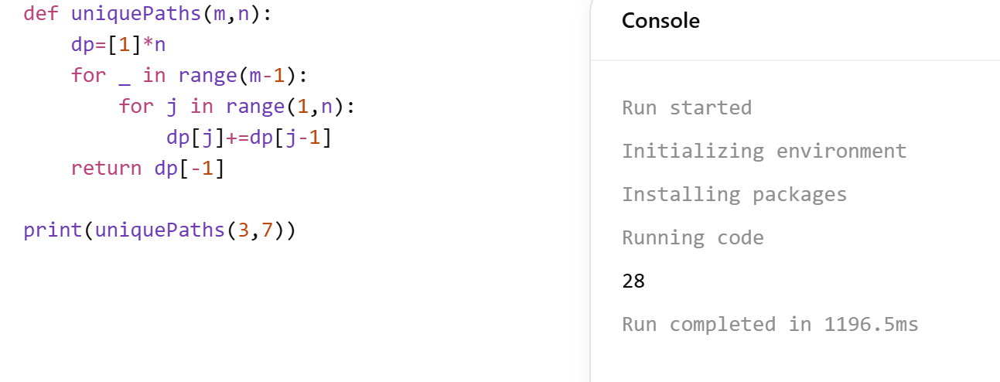 def uniquePaths(m,n):
    dp=[1]*n
    for _ in range(m-1):
        for j in range(1,n):
            dp[j]+=dp[j-1]
    return dp[-1]

print(uniquePaths(3,7))
Console
Run started
Initializing environment
Installing packages
Running code
28
Run completed in 1196.5ms